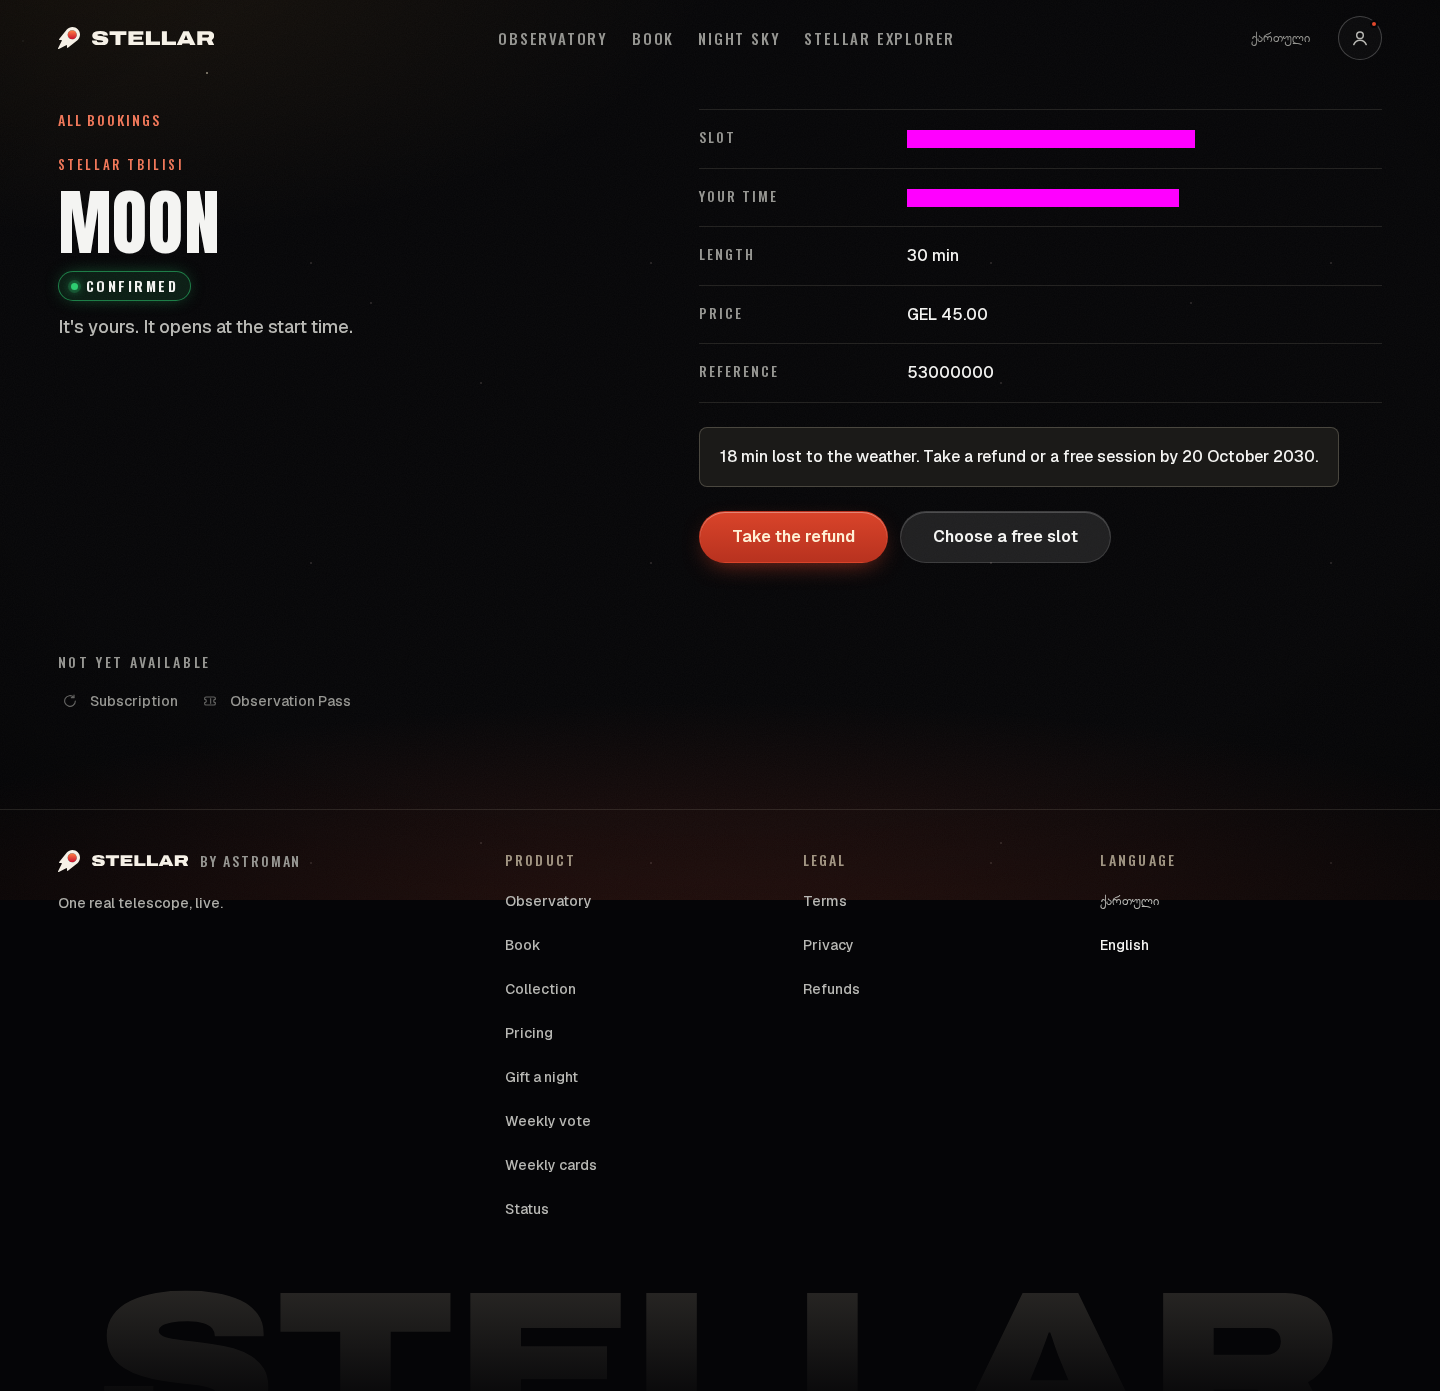 STELLAR
OBSERVATORY BOOK NIGHT SKY STELLAR EXPLORER
ქართული
ALL BOOKINGS
STELLAR TBILISI
MOON
CONFIRMED
It's yours. It opens at the start time.
SLOT
YOUR TIME
LENGTH 30 min
PRICE GEL 45.00
REFERENCE 53000000
18 min lost to the weather. Take a refund or a free session by 20 October 2030.
Take the refund Choose a free slot
NOT YET AVAILABLE
Subscription Observation Pass
STELLAR BY ASTROMAN
One real telescope, live.
PRODUCT
Observatory
Book
Collection
Pricing
Gift a night
Weekly vote
Weekly cards
Status
LEGAL
Terms
Privacy
Refunds
LANGUAGE
ქართული
English
STELLAR